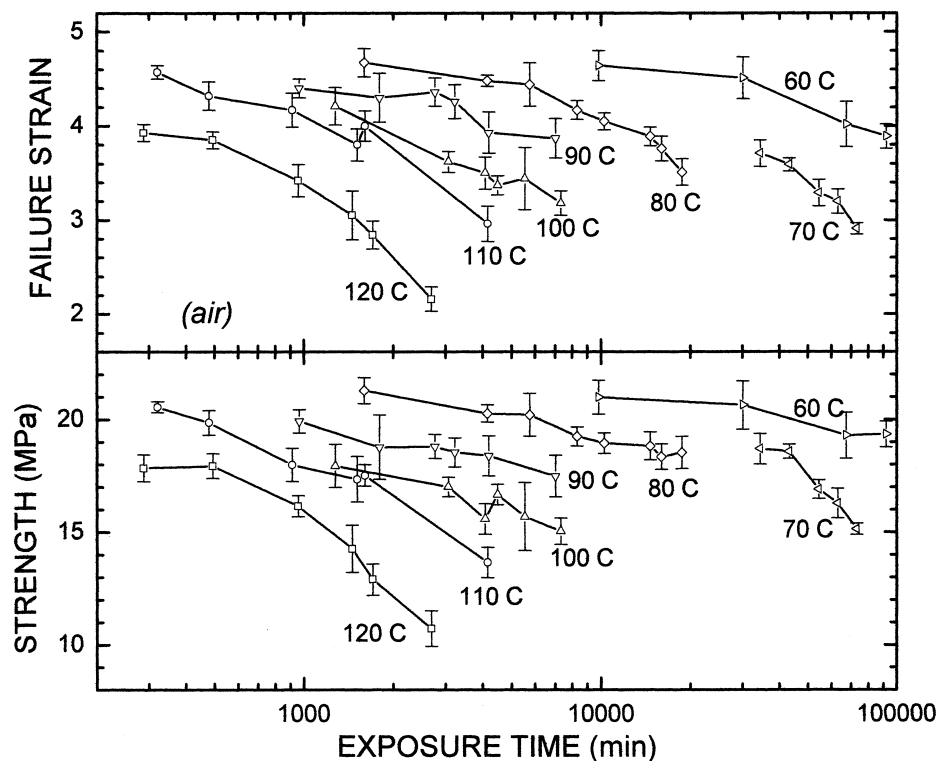 5
4
3
2
FAILURE STRAIN
60 C
90 C
80 C
70 C
100 C
110 C
120 C
(air)
20
15
10
STRENGTH (MPa)
60 C
90 C
80 C
70 C
100 C
110 C
120 C
1000 10000 100000
EXPOSURE TIME (min)